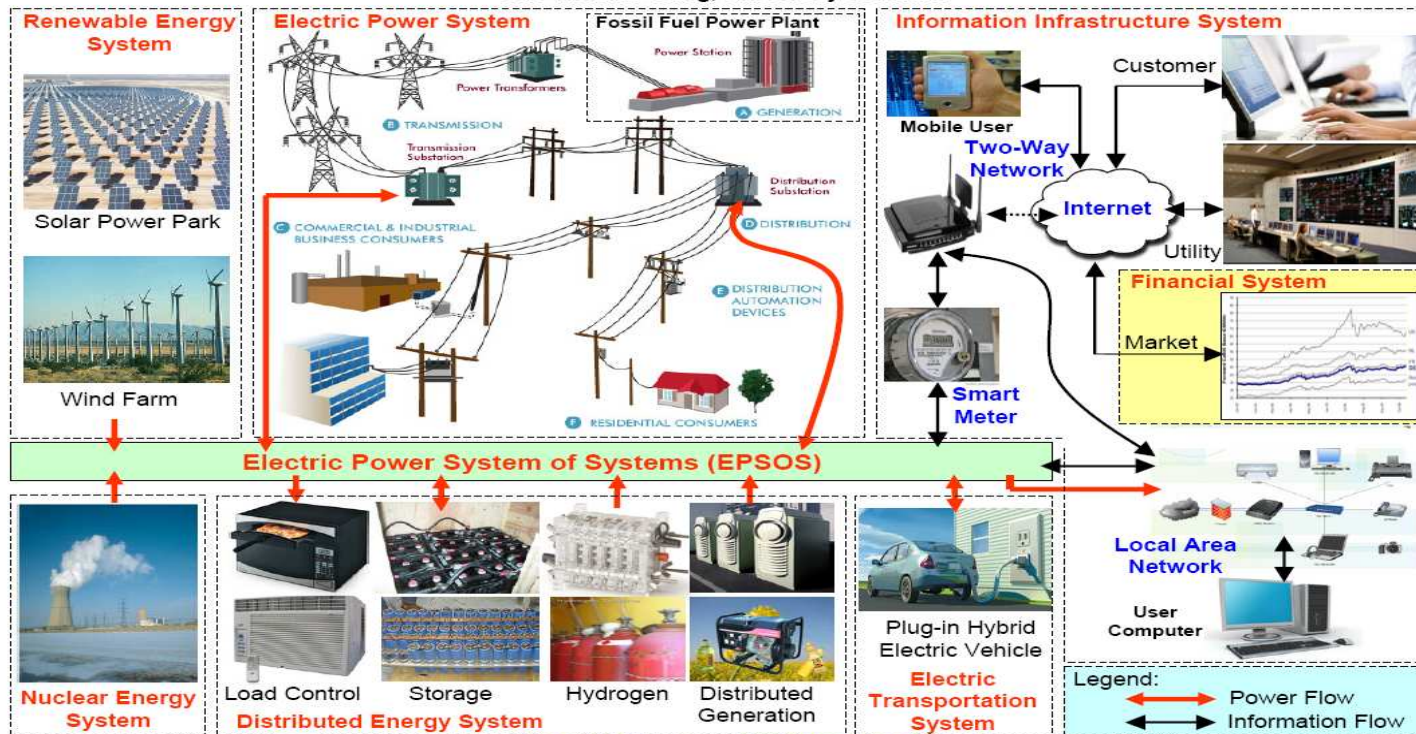 Renewable Energy
System
Solar Power Park
Wind Farm
Electric Power System
Fossil Fuel Power Plant
Power Station
A GENERATION
Power Transformers
B TRANSMISSION
Transmission
Substation
Distribution
Substation
C COMMERCIAL & INDUSTRIAL
BUSINESS CONSUMERS
D DISTRIBUTION
E DISTRIBUTION
AUTOMATION
DEVICES
F RESIDENTIAL CONSUMERS
Information Infrastructure System
Customer
Mobile User
Two-Way
Network
Internet
Utility
Smart
Meter
Financial System
Market
Electric Power System of Systems (EPSOS)
Nuclear Energy
System
Load Control
Storage
Hydrogen
Distributed
Generation
Distributed Energy System
Plug-in Hybrid
Electric Vehicle
Electric
Transportation
System
Local Area
Network
User
Computer
Legend:
Power Flow
Information Flow